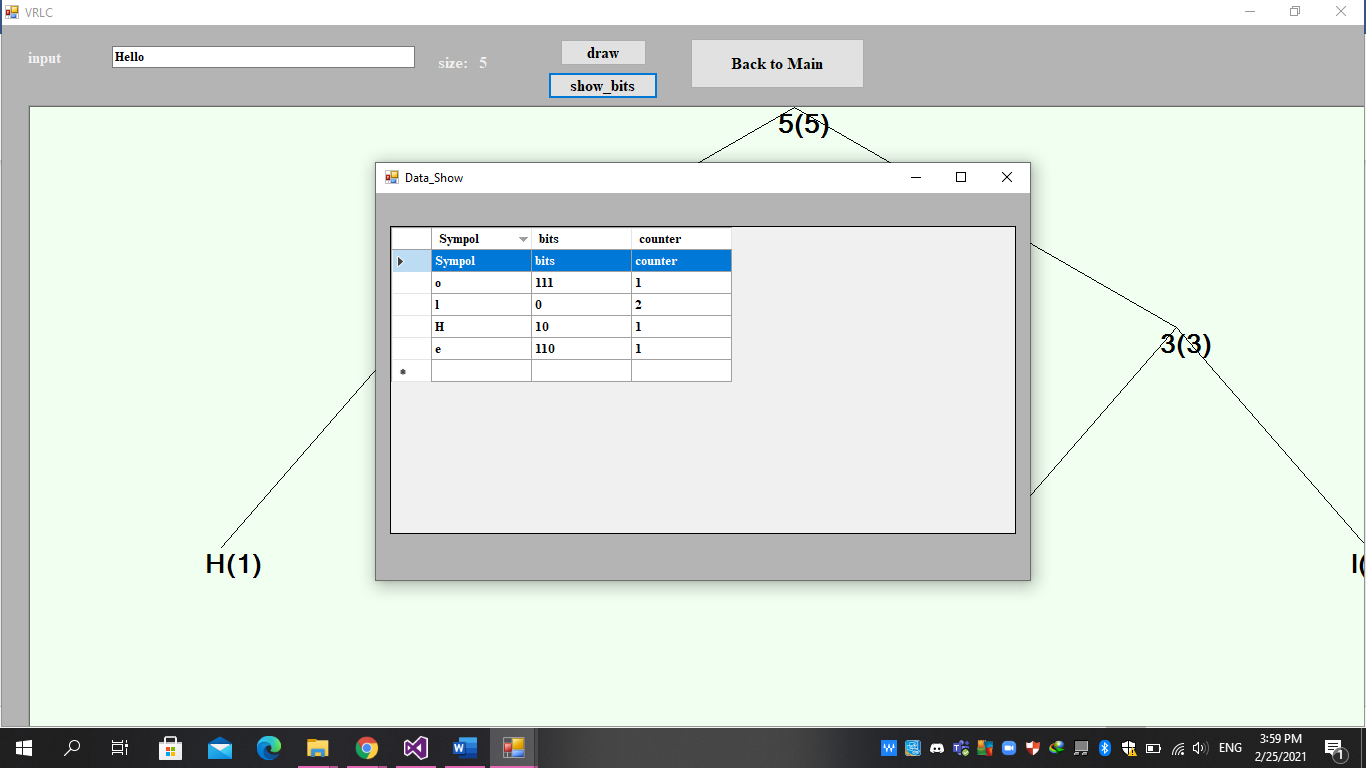 VRLC
input
Hello
size: 5
draw
show_bits
Back to Main
5(5)
Data_Show
Sympol bits counter
Sympol bits counter
o 111 1
l 0 2
H 10 1
e 110 1
*
3(3)
H(1)
l(
ENG
3:59 PM
2/25/2021
1